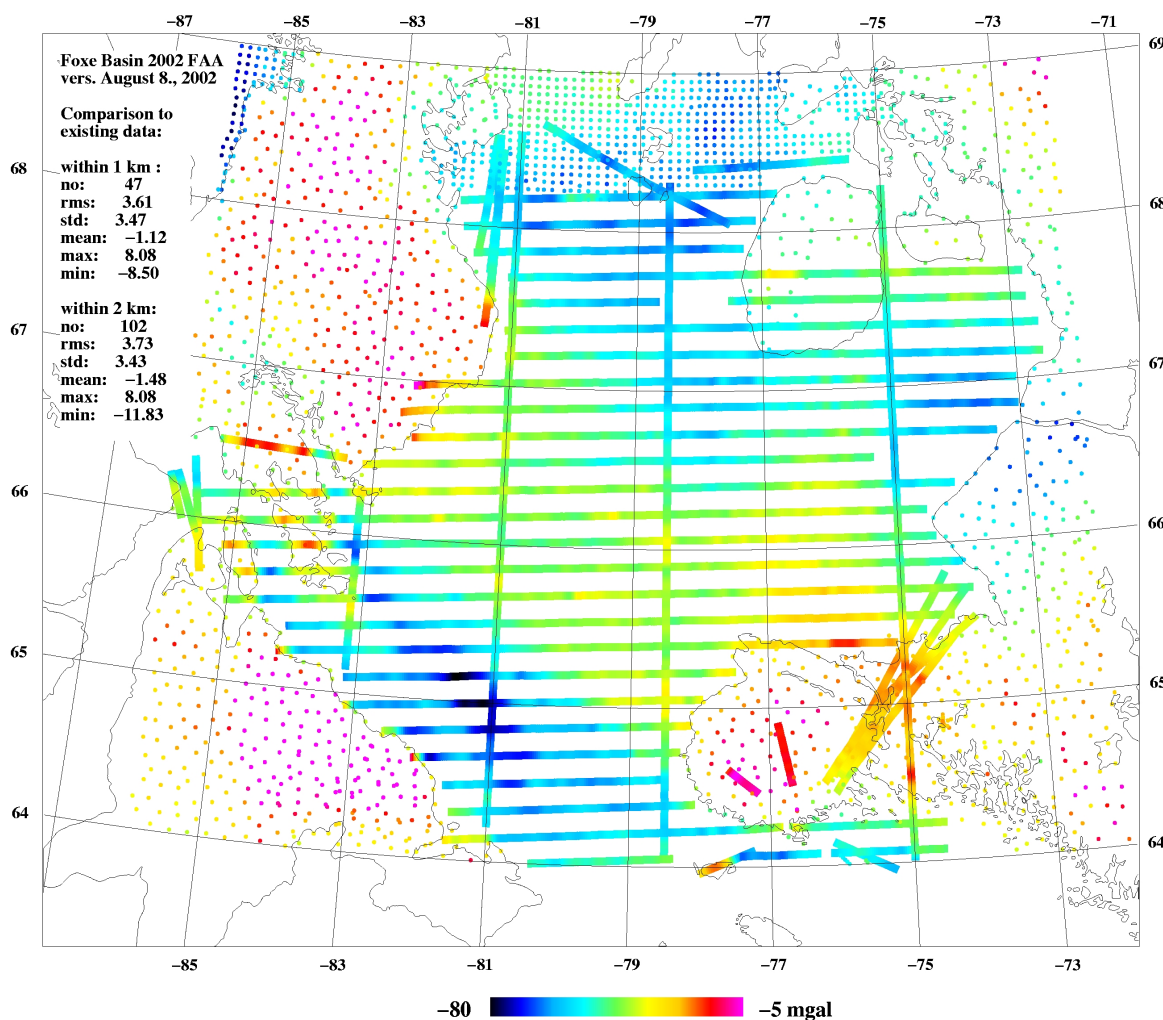 −87 −85 −83 −81 −79 −77 −75 −73 −71
Foxe Basin 2002 FAA
vers. August 8., 2002
Comparison to
existing data:
within 1 km :
no: 47
rms: 3.61
std: 3.47
mean: −1.12
max: 8.08
min: −8.50
within 2 km:
no: 102
rms: 3.73
std: 3.43
mean: −1.48
max: 8.08
min: −11.83
69
68
68
67
67
66
66
65
65
64
64
−85 −83 −81 −79 −77 −75 −73
−80 −5 mgal